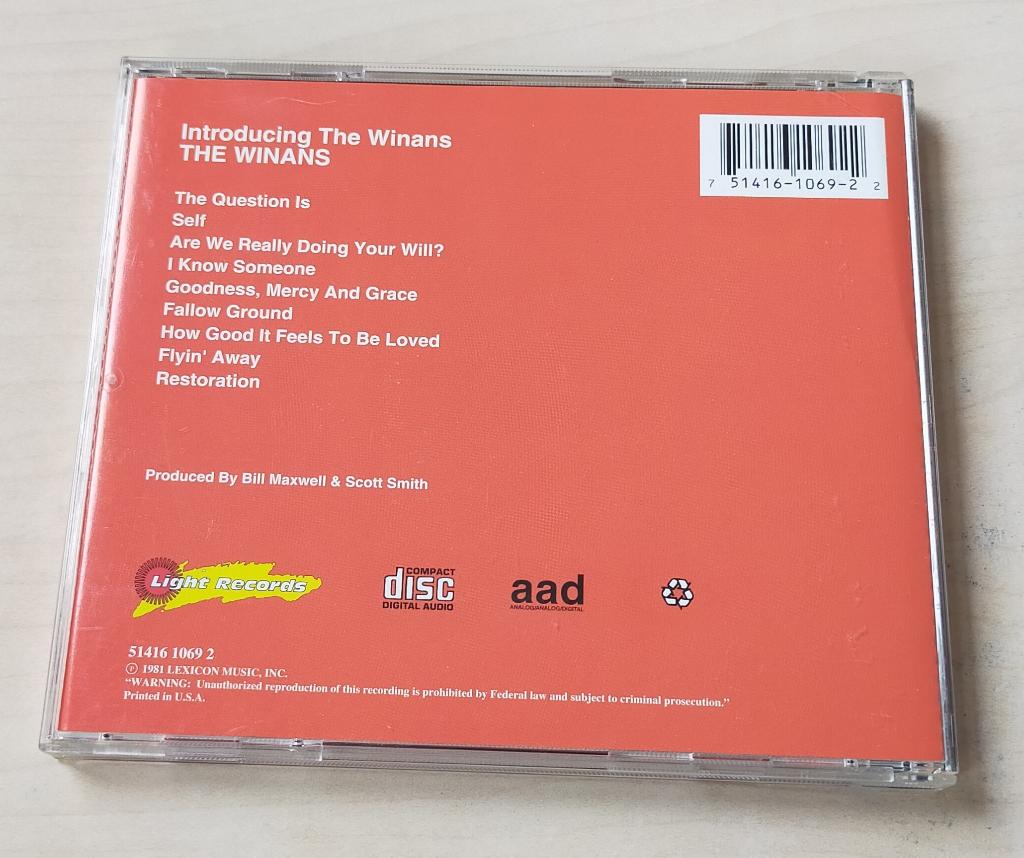 Introducing The Winans
THE WINANS
7 51416-1069-2 2
The Question Is
Self
Are We Really Doing Your Will?
I Know Someone
Goodness, Mercy And Grace
Fallow Ground
How Good It Feels To Be Loved
Flyin' Away
Restoration
Produced By Bill Maxwell & Scott Smith
Light Records
COMPACT
disc
DIGITAL AUDIO
aad
ANALOG/ANALOG/DIGITAL
51416 1069 2
Ⓟ 1981 LEXICON MUSIC, INC.
“WARNING: Unauthorized reproduction of this recording is prohibited by Federal law and subject to criminal prosecution.”
Printed in U.S.A.